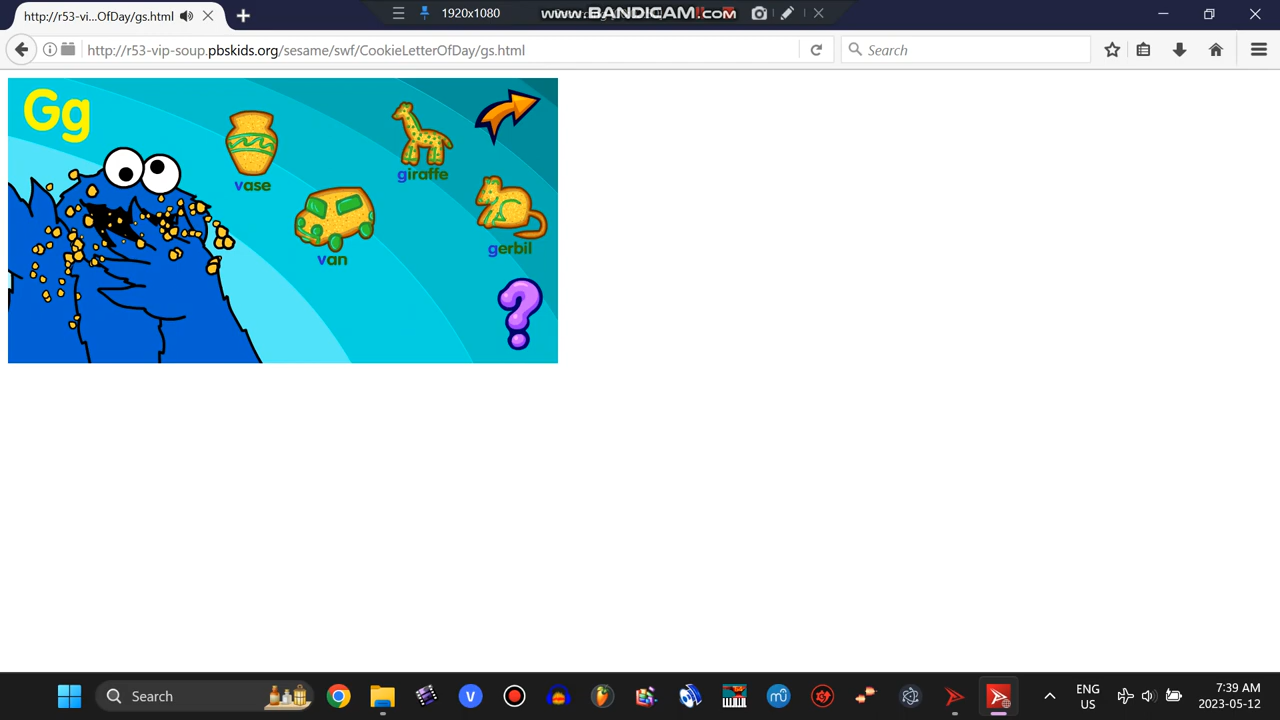 http://r53-vi...OfDay/gs.html
1920x1080
www.BANDICAM.com
http://r53-vip-soup.pbskids.org/sesame/swf/CookieLetterOfDay/gs.html
Search
Gg
vase
giraffe
van
gerbil
?
Search
ENG
US
7:39 AM
2023-05-12